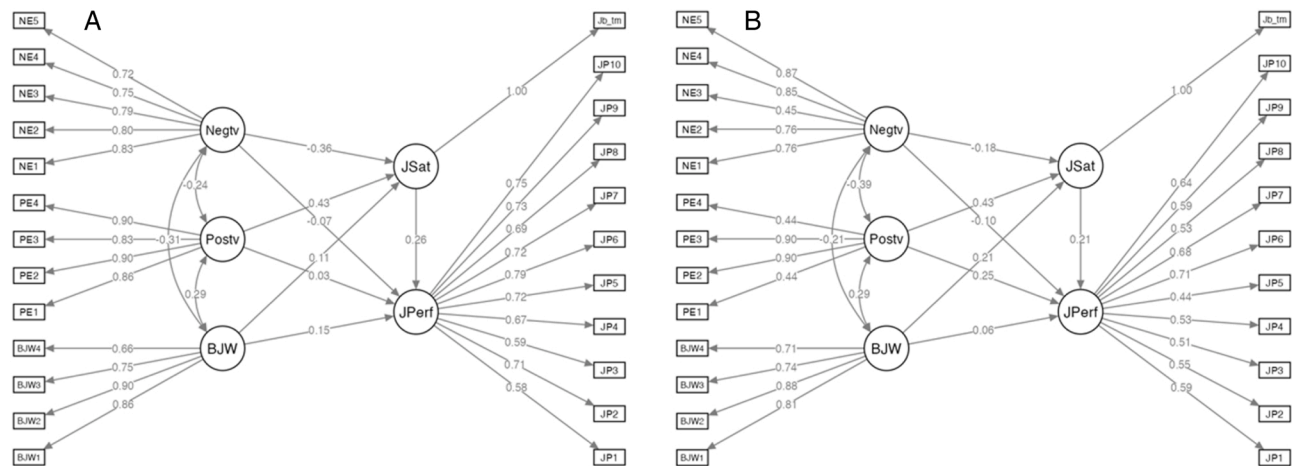 A
NE5
NE4
NE3
NE2
NE1
PE4
PE3
PE2
PE1
BJW4
BJW3
BJW2
BJW1
0.72
0.75
0.79
0.80
0.83
0.90
0.83
0.90
0.86
0.66
0.75
0.90
0.86
Negtv
Postv
BJW
-0.24
-0.31
0.29
-0.36
0.43
-0.07
0.11
0.03
0.15
JSat
0.26
JPerf
1.00
0.75
0.73
0.69
0.72
0.79
0.72
0.67
0.59
0.71
0.58
Jb_tm
JP10
JP9
JP8
JP7
JP6
JP5
JP4
JP3
JP2
JP1
B
NE5
NE4
NE3
NE2
NE1
PE4
PE3
PE2
PE1
BJW4
BJW3
BJW2
BJW1
0.87
0.85
0.45
0.76
0.76
0.44
0.90
0.90
0.44
0.71
0.74
0.88
0.81
Negtv
Postv
BJW
-0.39
-0.21
0.29
-0.18
0.43
-0.10
0.21
0.25
0.06
JSat
0.21
JPerf
1.00
0.64
0.59
0.53
0.68
0.71
0.44
0.53
0.51
0.55
0.59
Jb_tm
JP10
JP9
JP8
JP7
JP6
JP5
JP4
JP3
JP2
JP1